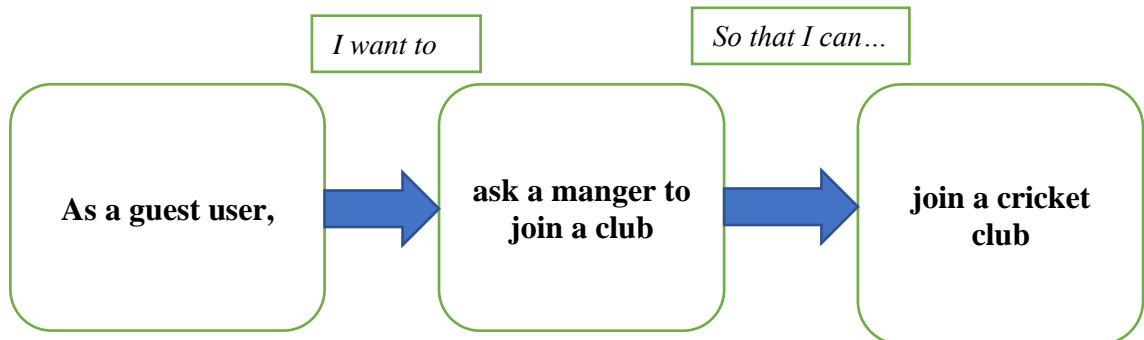 I want to
So that I can…
As a guest user,
ask a manger to
join a club
join a cricket
club